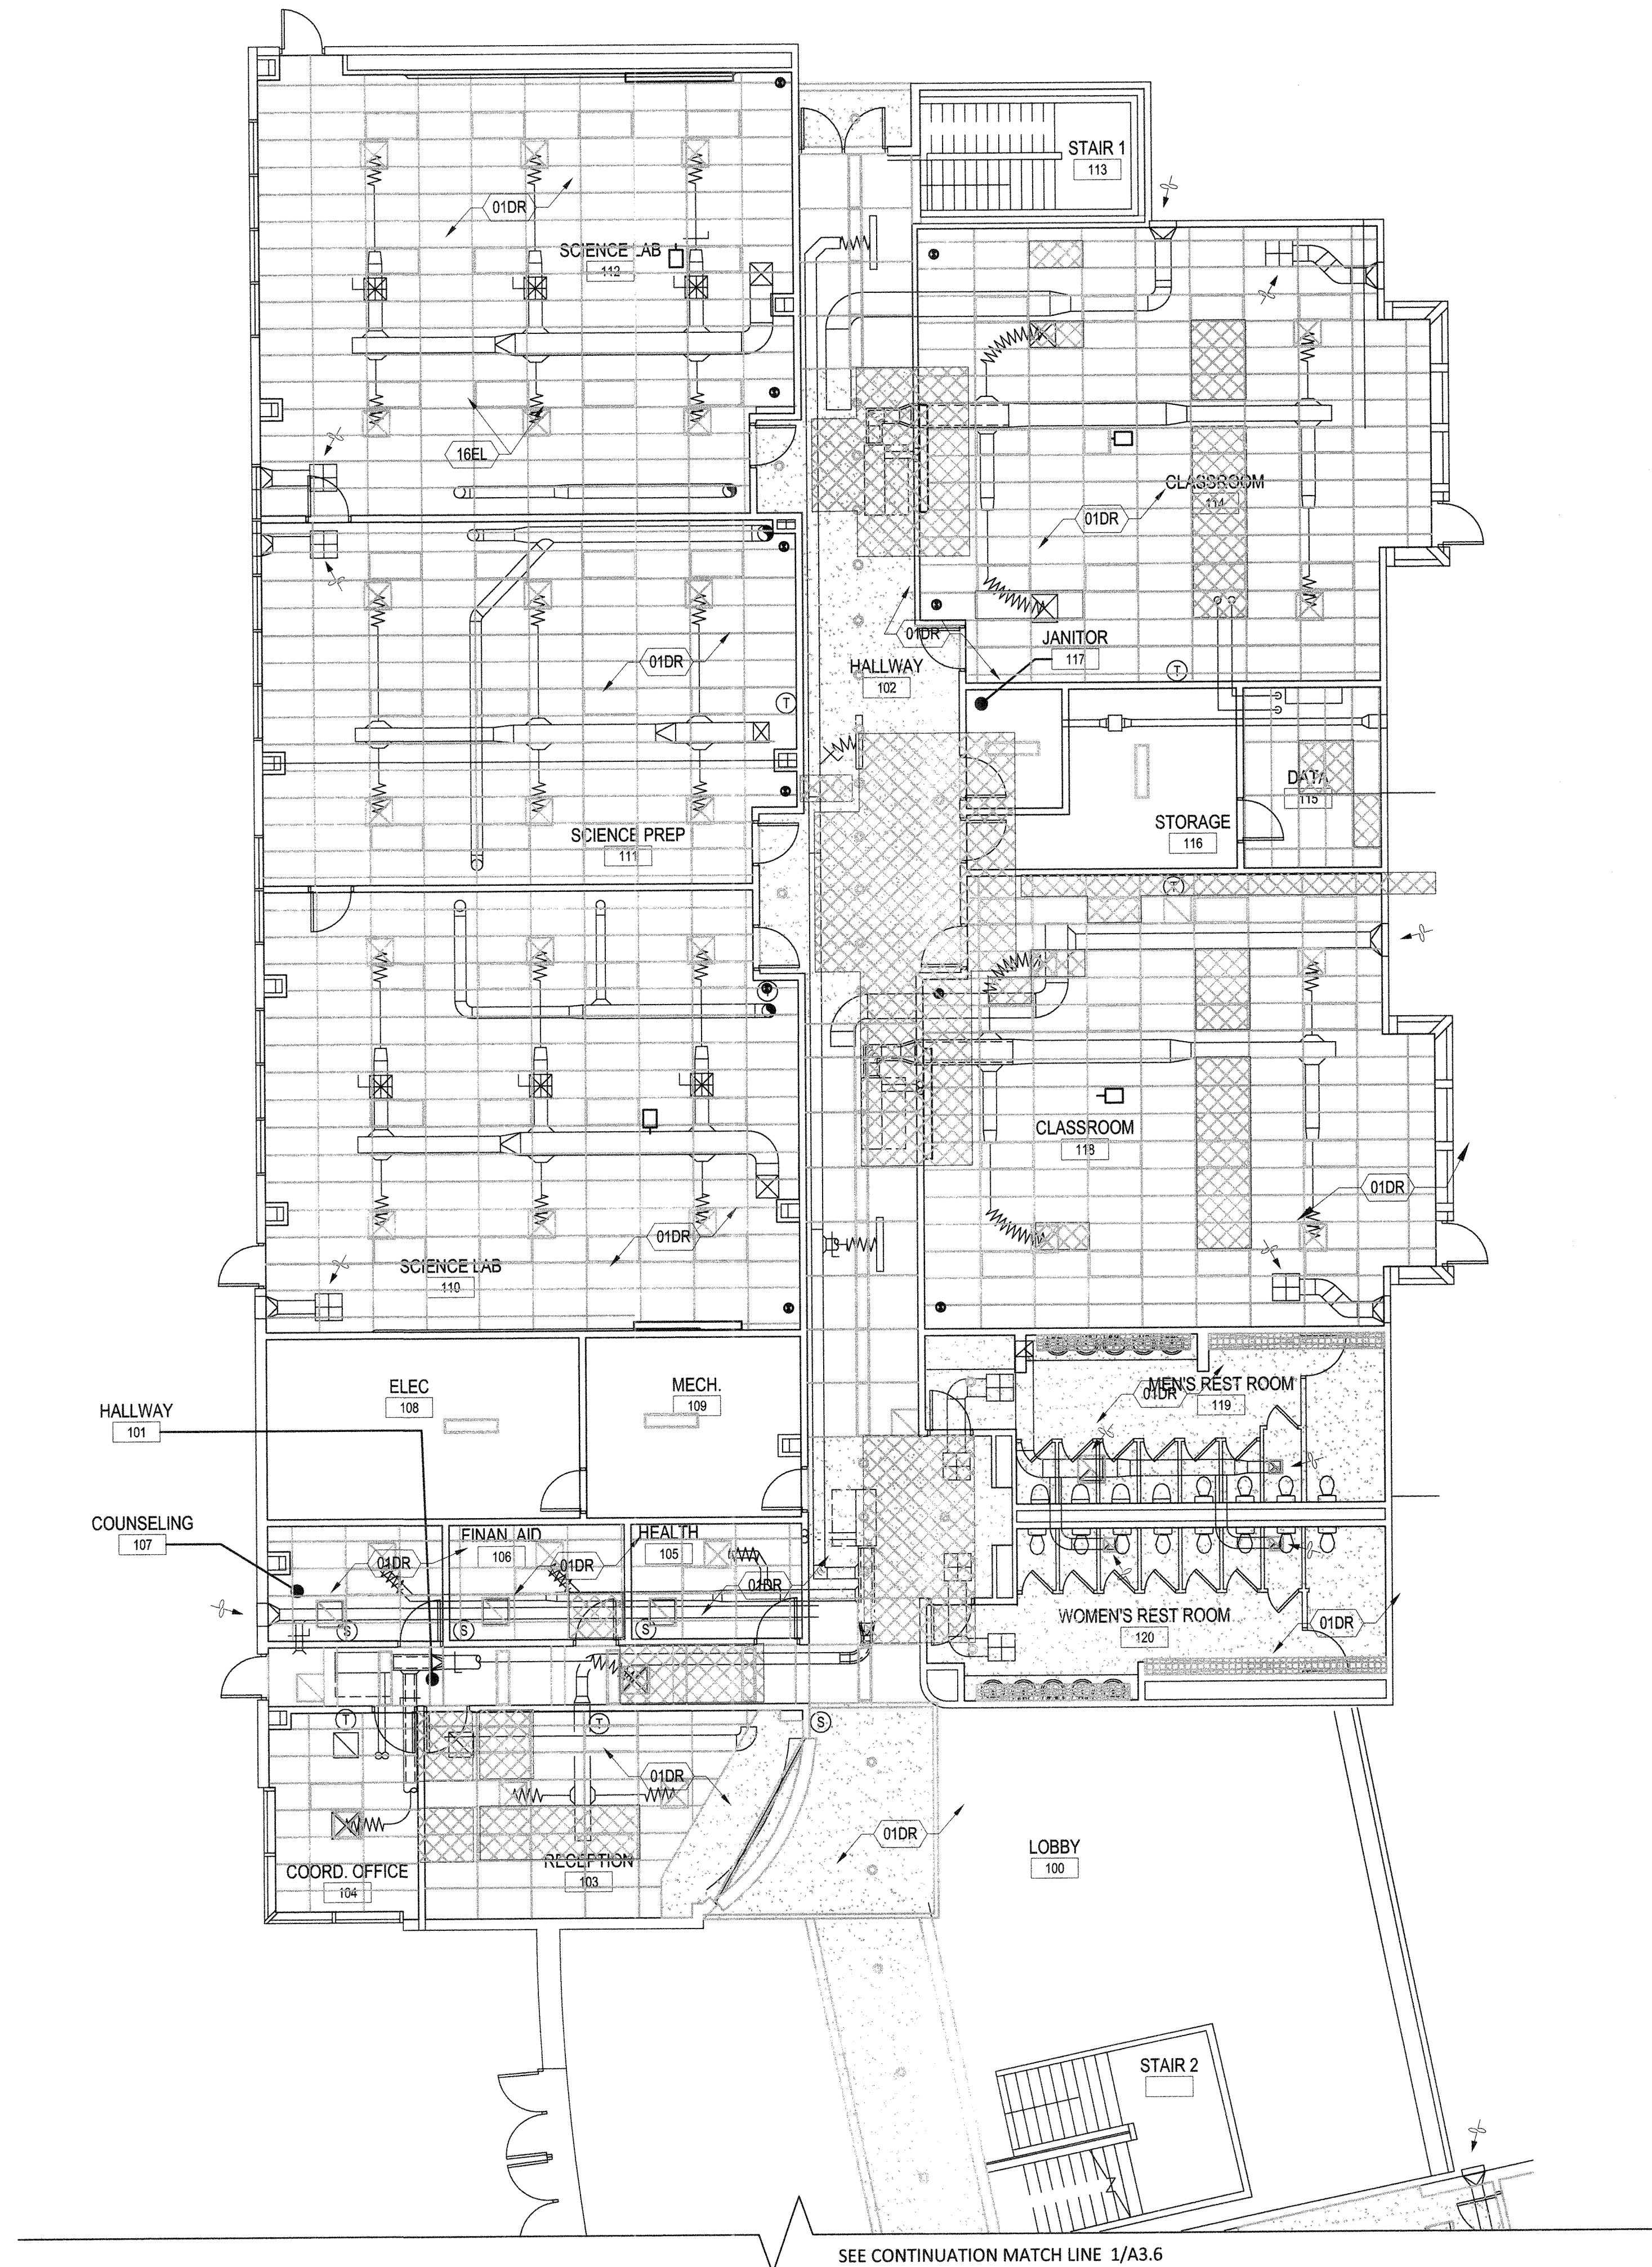 STAIR 1
113
01DR
SCIENCE LAB
112
16EL
CLASSROOM
114
01DR
01DR
JANITOR
117
01DR
HALLWAY
102
T
T
DATA
115
STORAGE
116
SCIENCE PREP
111
T
CLASSROOM
118
01DR
01DR
SCIENCE LAB
110
ELEC
108
MECH.
109
MEN'S REST ROOM
01DR
119
HALLWAY
101
COUNSELING
107
FINAN. AID
106
HEALTH
105
01DR
01DR
01DR
S
S
S
WOMEN'S REST ROOM
120
01DR
T
T
S
01DR
01DR
COORD. OFFICE
104
RECEPTION
103
LOBBY
100
STAIR 2
SEE CONTINUATION MATCH LINE 1/A3.6